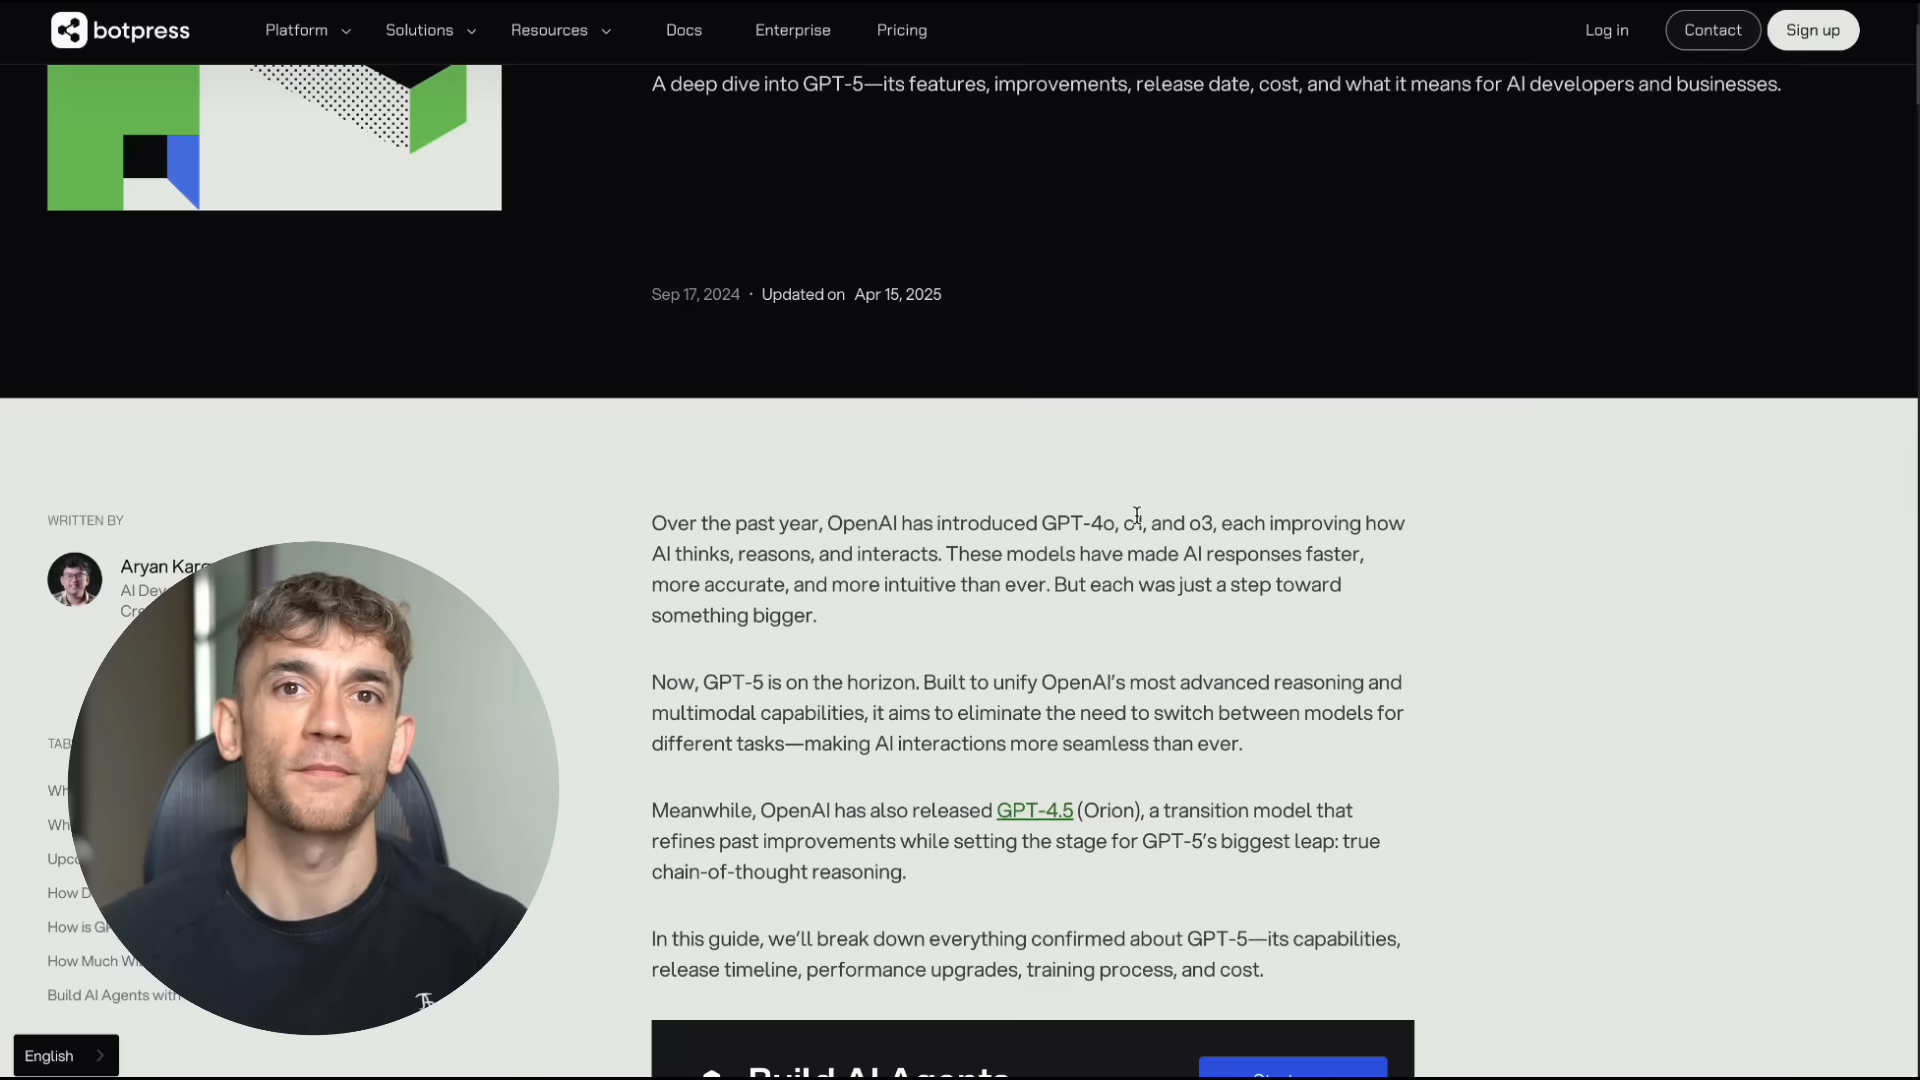 botpress
Platform
Solutions
Resources
Docs
Enterprise
Pricing
Log in
Contact
Sign up
A deep dive into GPT-5—its features, improvements, release date, cost, and what it means for AI developers and businesses.
Sep 17, 2024 · Updated on Apr 15, 2025
WRITTEN BY
Aryan
AI
How
How is
How Much
Build AI Agents with
English
Over the past year, OpenAI has introduced GPT-4o, o1, and o3, each improving how
AI thinks, reasons, and interacts. These models have made AI responses faster,
more accurate, and more intuitive than ever. But each was just a step toward
something bigger.
Now, GPT-5 is on the horizon. Built to unify OpenAI’s most advanced reasoning and
multimodal capabilities, it aims to eliminate the need to switch between models for
different tasks—making AI interactions more seamless than ever.
Meanwhile, OpenAI has also released GPT-4.5 (Orion), a transition model that
refines past improvements while setting the stage for GPT-5’s biggest leap: true
chain-of-thought reasoning.
In this guide, we’ll break down everything confirmed about GPT-5—its capabilities,
release timeline, performance upgrades, training process, and cost.
Build AI Agents